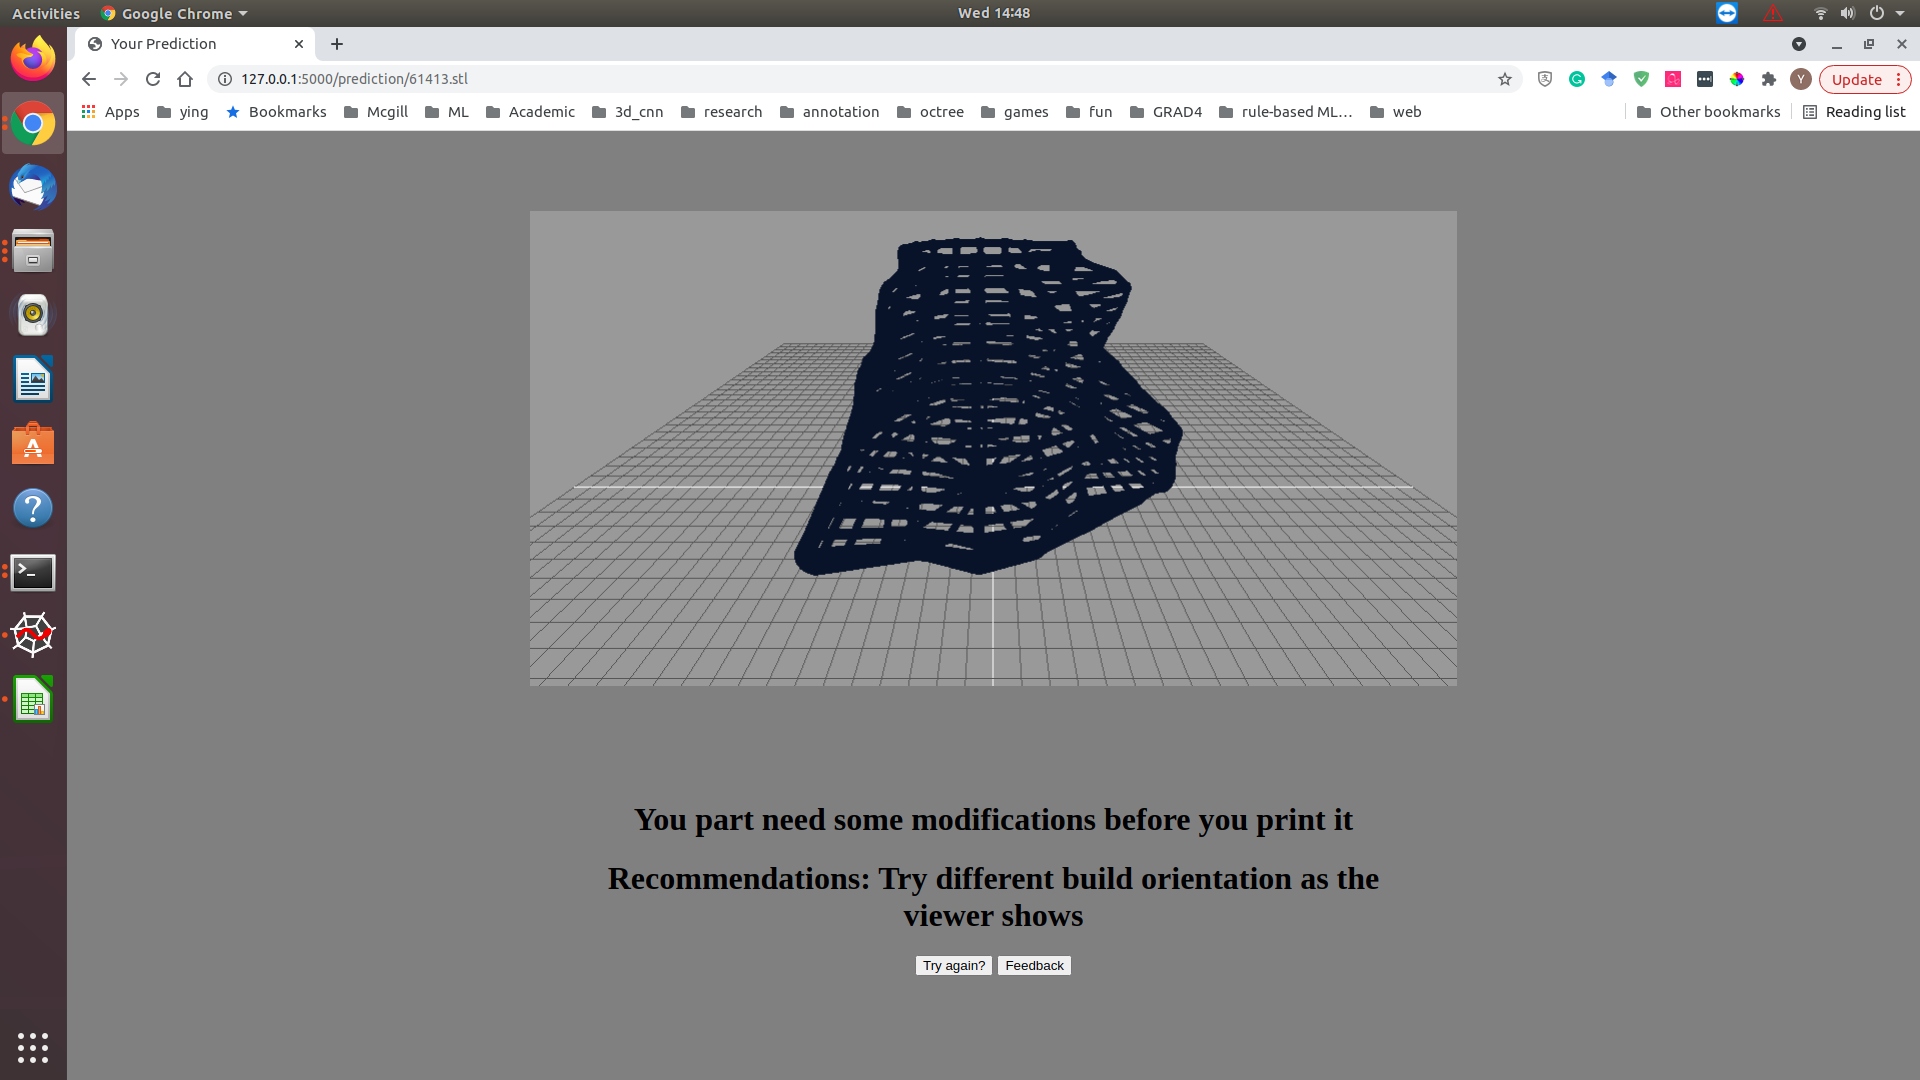 Activities Google Chrome Wed 14:48
Your Prediction
127.0.0.1:5000/prediction/61413.stl Y Update
Apps ying Bookmarks Mcgill ML Academic 3d_cnn research annotation octree games fun GRAD4 rule-based ML... web Other bookmarks Reading list
You part need some modifications before you print it
Recommendations: Try different build orientation as the
viewer shows
Try again? Feedback